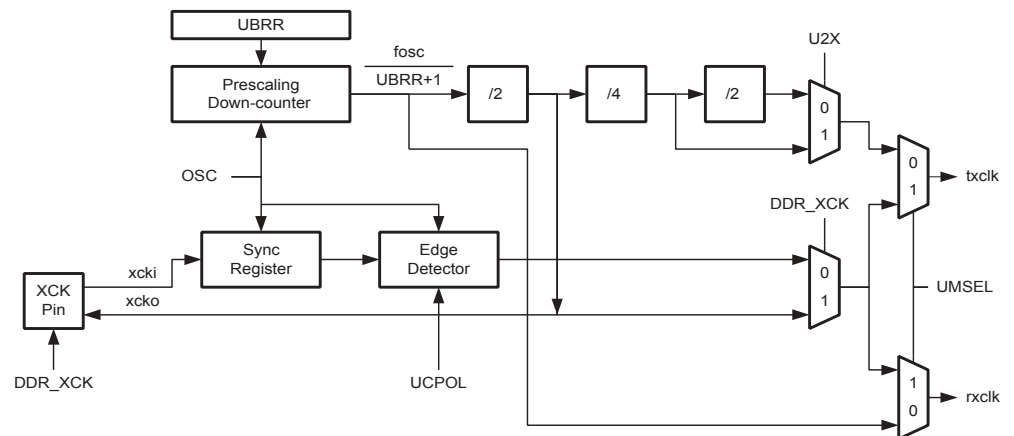 UBRR
Prescaling
Down-counter
fosc
UBRR+1
/2
/4
/2
U2X
0
1
OSC
0
1
txclk
DDR_XCK
xcki
Sync
Register
Edge
Detector
0
1
XCK
Pin
xcko
UMSEL
DDR_XCK
UCPOL
1
0
rxclk